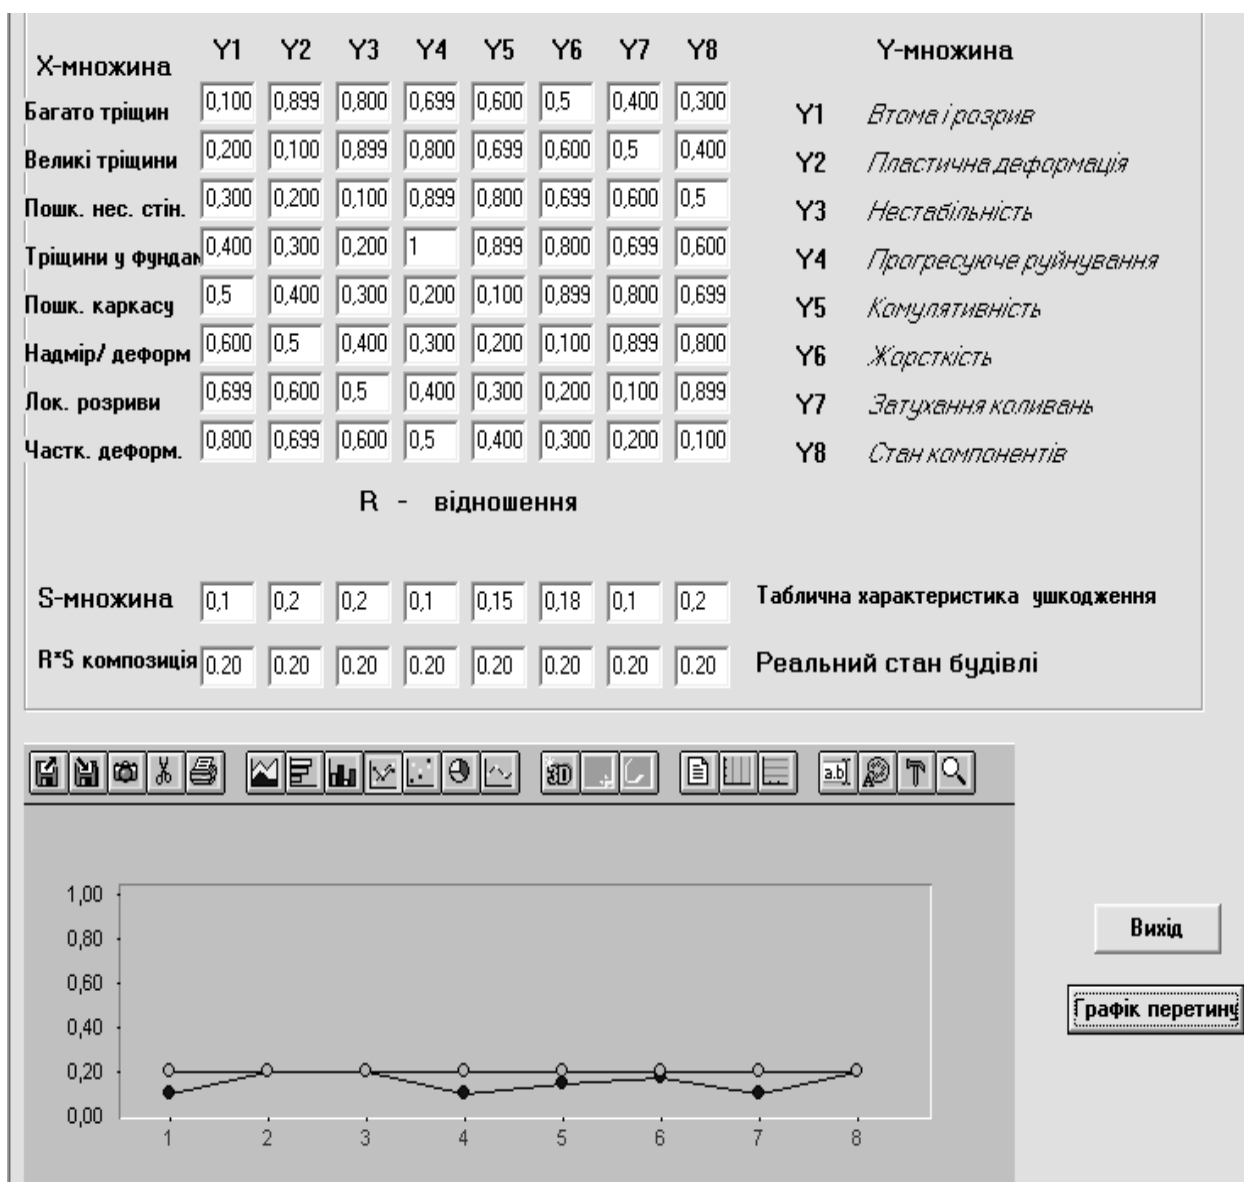 X-множина Y1 Y2 Y3 Y4 Y5 Y6 Y7 Y8 Y-множина
Багато тріщин 0,100 0,899 0,800 0,699 0,600 0,5 0,400 0,300 Y1 Втома і розрив
Великі тріщини 0,200 0,100 0,899 0,800 0,699 0,600 0,5 0,400 Y2 Пластична деформація
Пошк. нес. стін. 0,300 0,200 0,100 0,899 0,800 0,699 0,600 0,5 Y3 Нестабільність
Тріщини у фундам 0,400 0,300 0,200 1 0,899 0,800 0,699 0,600 Y4 Прогресуюче руйнування
Пошк. каркасу 0,5 0,400 0,300 0,200 0,100 0,899 0,800 0,699 Y5 Комулятивність
Надмір/ деформ 0,600 0,5 0,400 0,300 0,200 0,100 0,899 0,800 Y6 Жорсткість
Лок. розриви 0,699 0,600 0,5 0,400 0,300 0,200 0,100 0,899 Y7 Затухання коливань
Частк. деформ. 0,800 0,699 0,600 0,5 0,400 0,300 0,200 0,100 Y8 Стан компонентів
R - відношення
S-множина 0,1 0,2 0,2 0,1 0,15 0,18 0,1 0,2 Таблична характеристика ушкодження
R*S композиція 0.20 0.20 0.20 0.20 0.20 0.20 0.20 0.20 Реальний стан будівлі
3D a.b] A
1,00
0,80
0,60
0,40
0,20
0,00
1 2 3 4 5 6 7 8
Вихід
Графік перетину